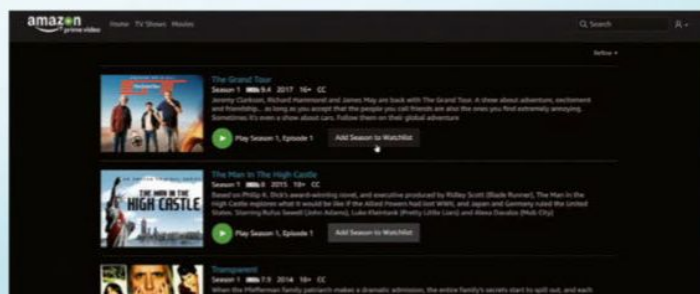 amazon
prime video
Home TV Shows Movies
Search
Refine
The Grand Tour
Season 1 9.4 2017 16+ CC
Jeremy Clarkson, Richard Hammond and James May are back with The Grand Tour. A show about adventure, excitement
and friendship... as long as you accept that the people you call friends are also the ones you find extremely annoying.
Sometimes it's even a show about cars. Follow them on their global adventure
Play Season 1, Episode 1 Add Season to Watchlist
THE MAN IN THE
HIGH CASTLE
The Man In The High Castle
Season 1 8 2015 18+ CC
Based on Philip K. Dick's award-winning novel, and executive produced by Ridley Scott (Blade Runner), The Man in the
High Castle explores what it would be like if the Allied Powers had lost WWII, and Japan and Germany ruled the United
States. Starring Rufus Sewell (John Adams), Luke Kleintank (Pretty Little Liars) and Alexa Davalos (Mob City)
Play Season 1, Episode 1 Add Season to Watchlist
Transparent
Season 1 7.9 2014 18+ CC
When the Pfefferman family patriarch makes a dramatic admission, the entire family's secrets start to spill out, and each